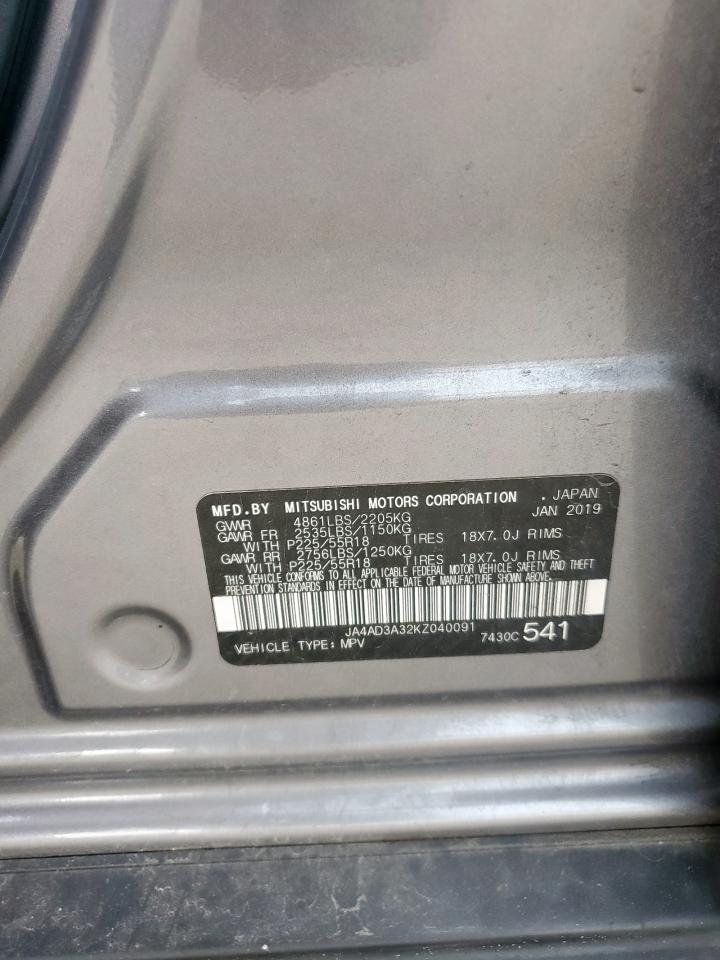 MFD.BY MITSUBISHI MOTORS CORPORATION . JAPAN
GVWR 4861LBS/2205KG JAN 2019
GAWR FR 2535LBS/1150KG
WITH P225/55R18 TIRES 18X7.0J RIMS
GAWR RR 2756LBS/1250KG
WITH P225/55R18 TIRES 18X7.0J RIMS
THIS VEHICLE CONFORMS TO ALL APPLICABLE FEDERAL MOTOR VEHICLE SAFETY AND THEFT
PREVENTION STANDARDS IN EFFECT ON THE DATE OF MANUFACTURE SHOWN ABOVE.
JA4AD3A32KZ040091
VEHICLE TYPE: MPV 7430C 541